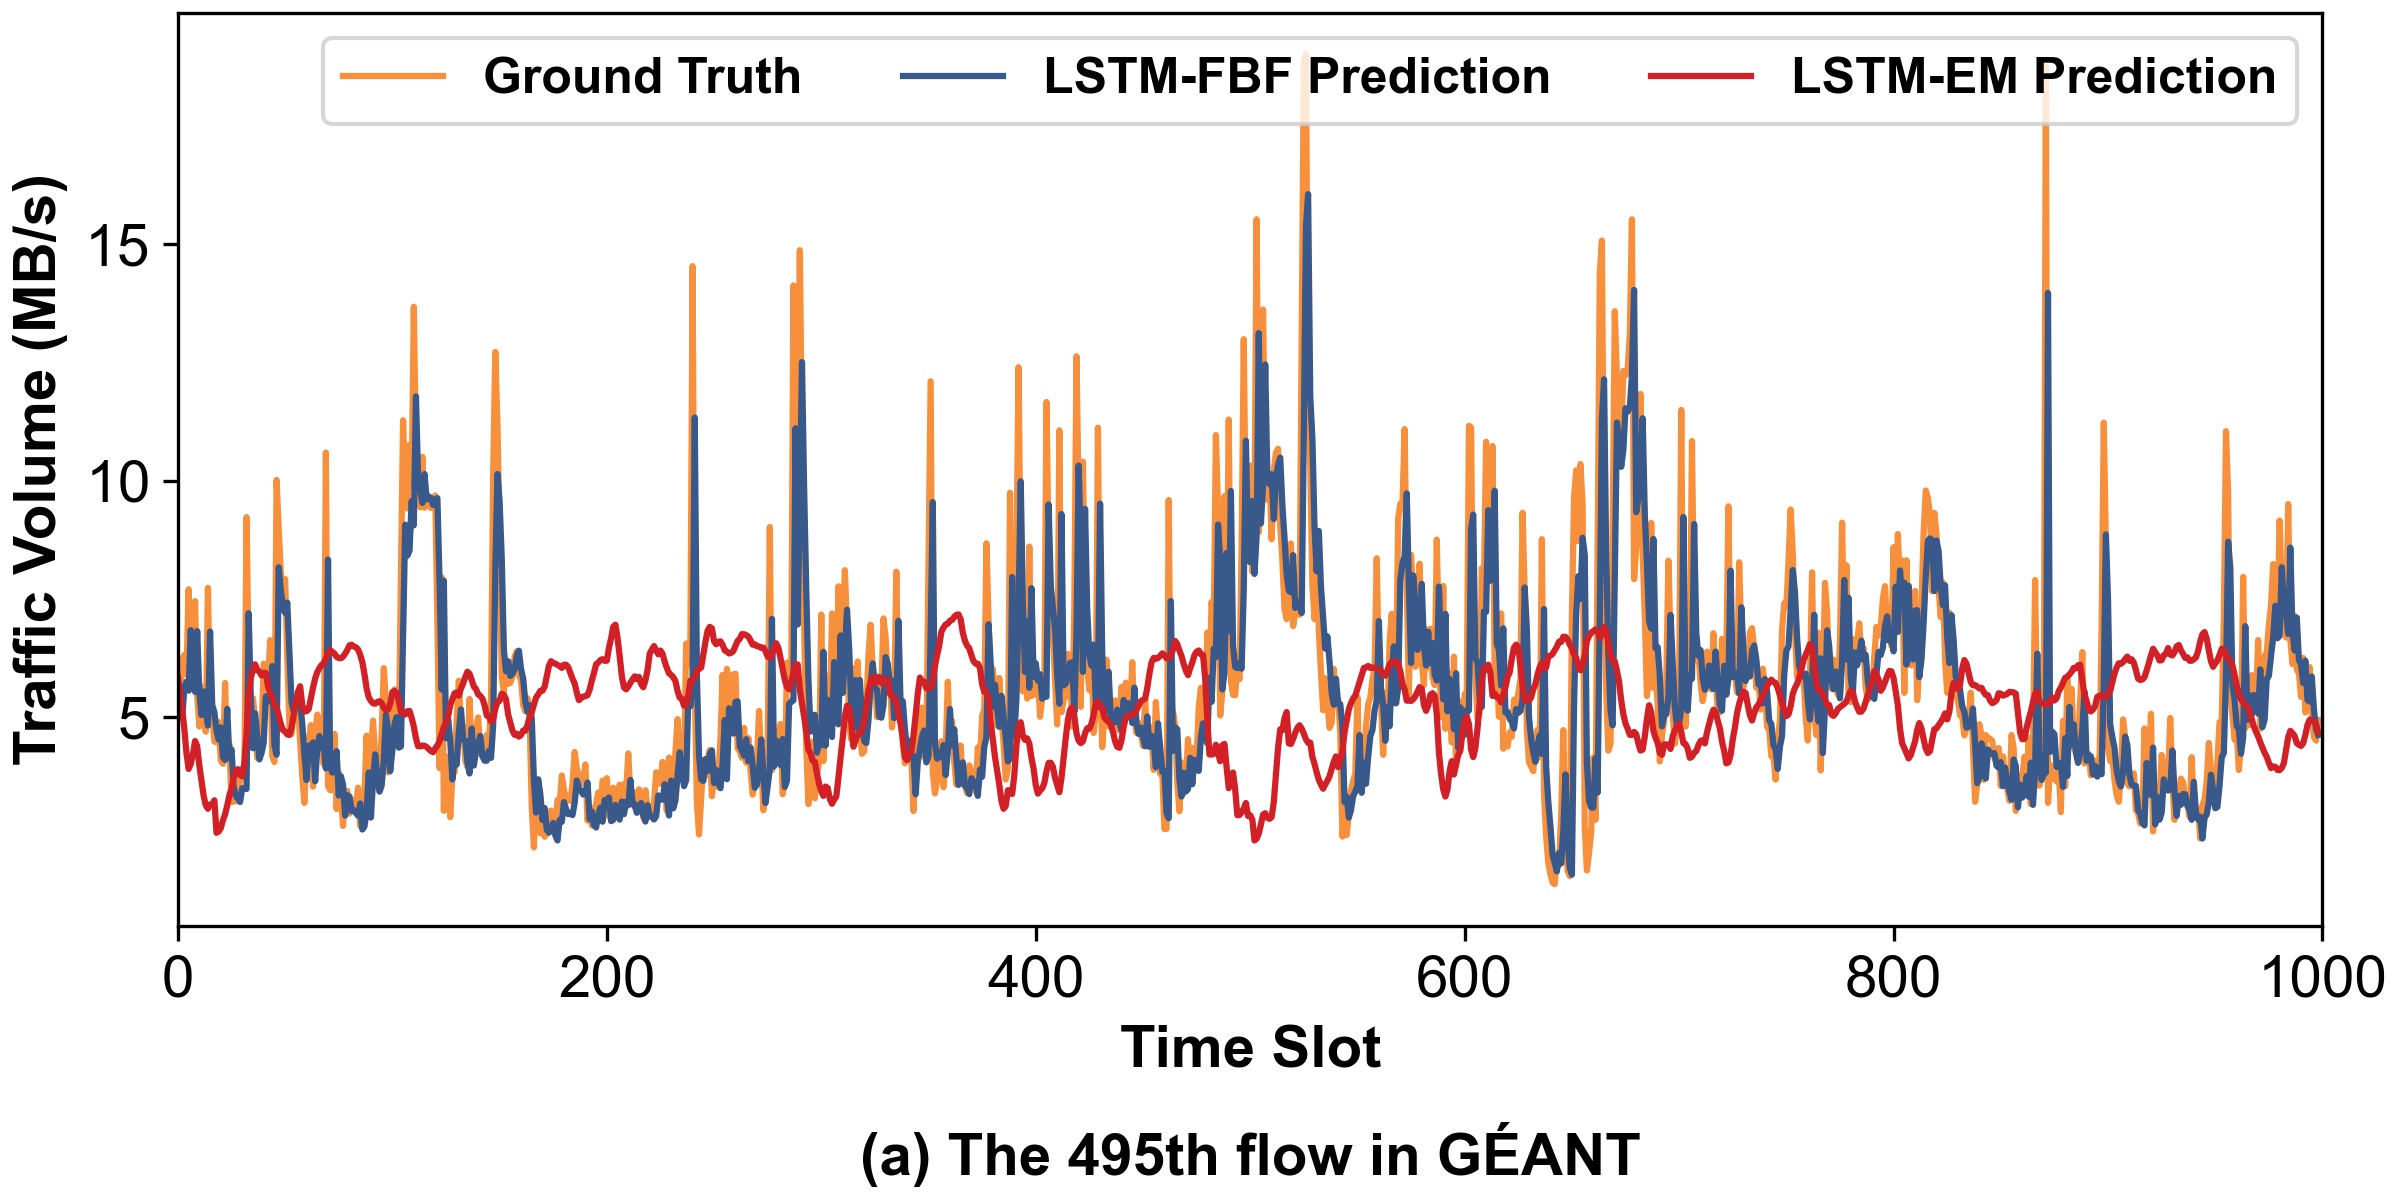 Ground Truth LSTM-FBF Prediction LSTM-EM Prediction
Traffic Volume (MB/s)
15
10
5
0 200 400 600 800 1000
Time Slot
(a) The 495th flow in GÉANT